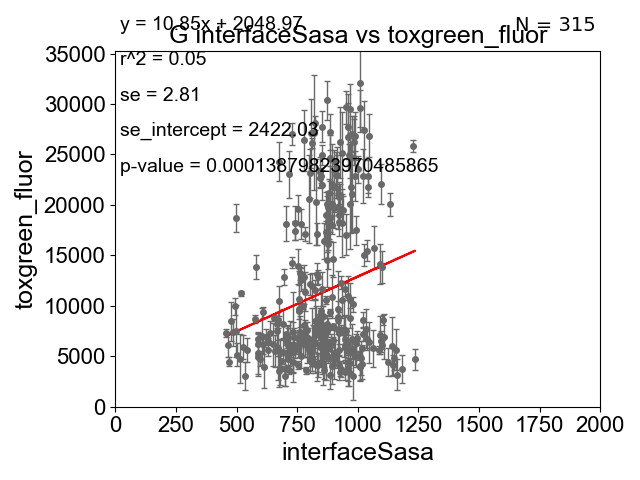 y = 10.85x + 2048.97
N = 315
G interfaceSasa vs toxgreen_fluor
r^2 = 0.05
se = 2.81
se_intercept = 2422.03
p-value = 0.00013879823970485865
toxgreen_fluor
35000
30000
25000
20000
15000
10000
5000
0
0 250 500 750 1000 1250 1500 1750 2000
interfaceSasa